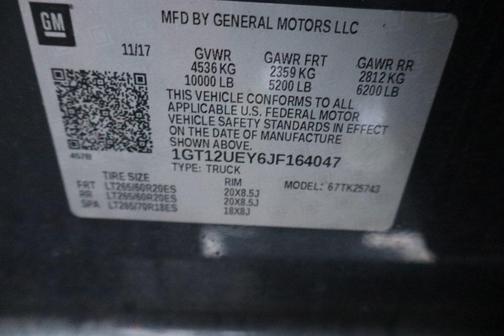 GM
MFD BY GENERAL MOTORS LLC
11/17 GVWR GAWR FRT GAWR RR
4536 KG 2359 KG 2812 KG
10000 LB 5200 LB 6200 LB
THIS VEHICLE CONFORMS TO ALL
APPLICABLE U.S. FEDERAL MOTOR
VEHICLE SAFETY STANDARDS IN EFFECT
ON THE DATE OF MANUFACTURE
SHOWN ABOVE.
1GT12UEY6JF164047
TYPE: TRUCK
TIRE SIZE RIM MODEL: 67TK25743
FRT LT265/60R20ES 20X8.5J
RR LT265/60R20ES 20X8.5J
SPA LT265/70R18ES 18X8J